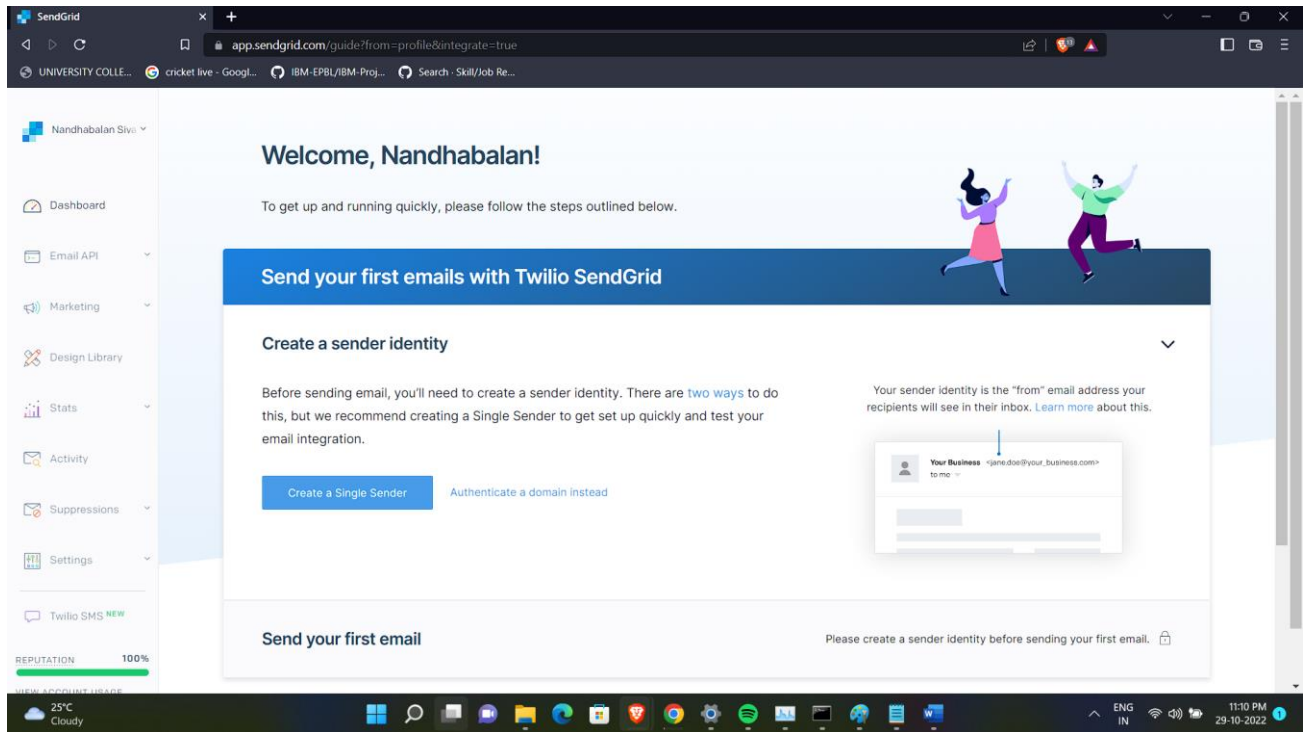 SendGrid
app.sendgrid.com/guide?from=profile&integrate=true
UNIVERSITY COLLE...
cricket live - Googl...
IBM-EPBL/IBM-Proj...
Search · Skill/Job Re...
Nandhabalan Siva
Dashboard
Email API
Marketing
Design Library
Stats
Activity
Suppressions
Settings
Twilio SMS NEW
REPUTATION 100%
VIEW ACCOUNT USAGE
Welcome, Nandhabalan!
To get up and running quickly, please follow the steps outlined below.
Send your first emails with Twilio SendGrid
Create a sender identity
Before sending email, you'll need to create a sender identity. There are two ways to do
this, but we recommend creating a Single Sender to get set up quickly and test your
email integration.
Create a Single Sender
Authenticate a domain instead
Your sender identity is the "from" email address your
recipients will see in their inbox. Learn more about this.
Your Business <jane.doe@your_business.com>
to me
Send your first email
Please create a sender identity before sending your first email.
25°C
Cloudy
ENG
IN
11:10 PM
29-10-2022
1